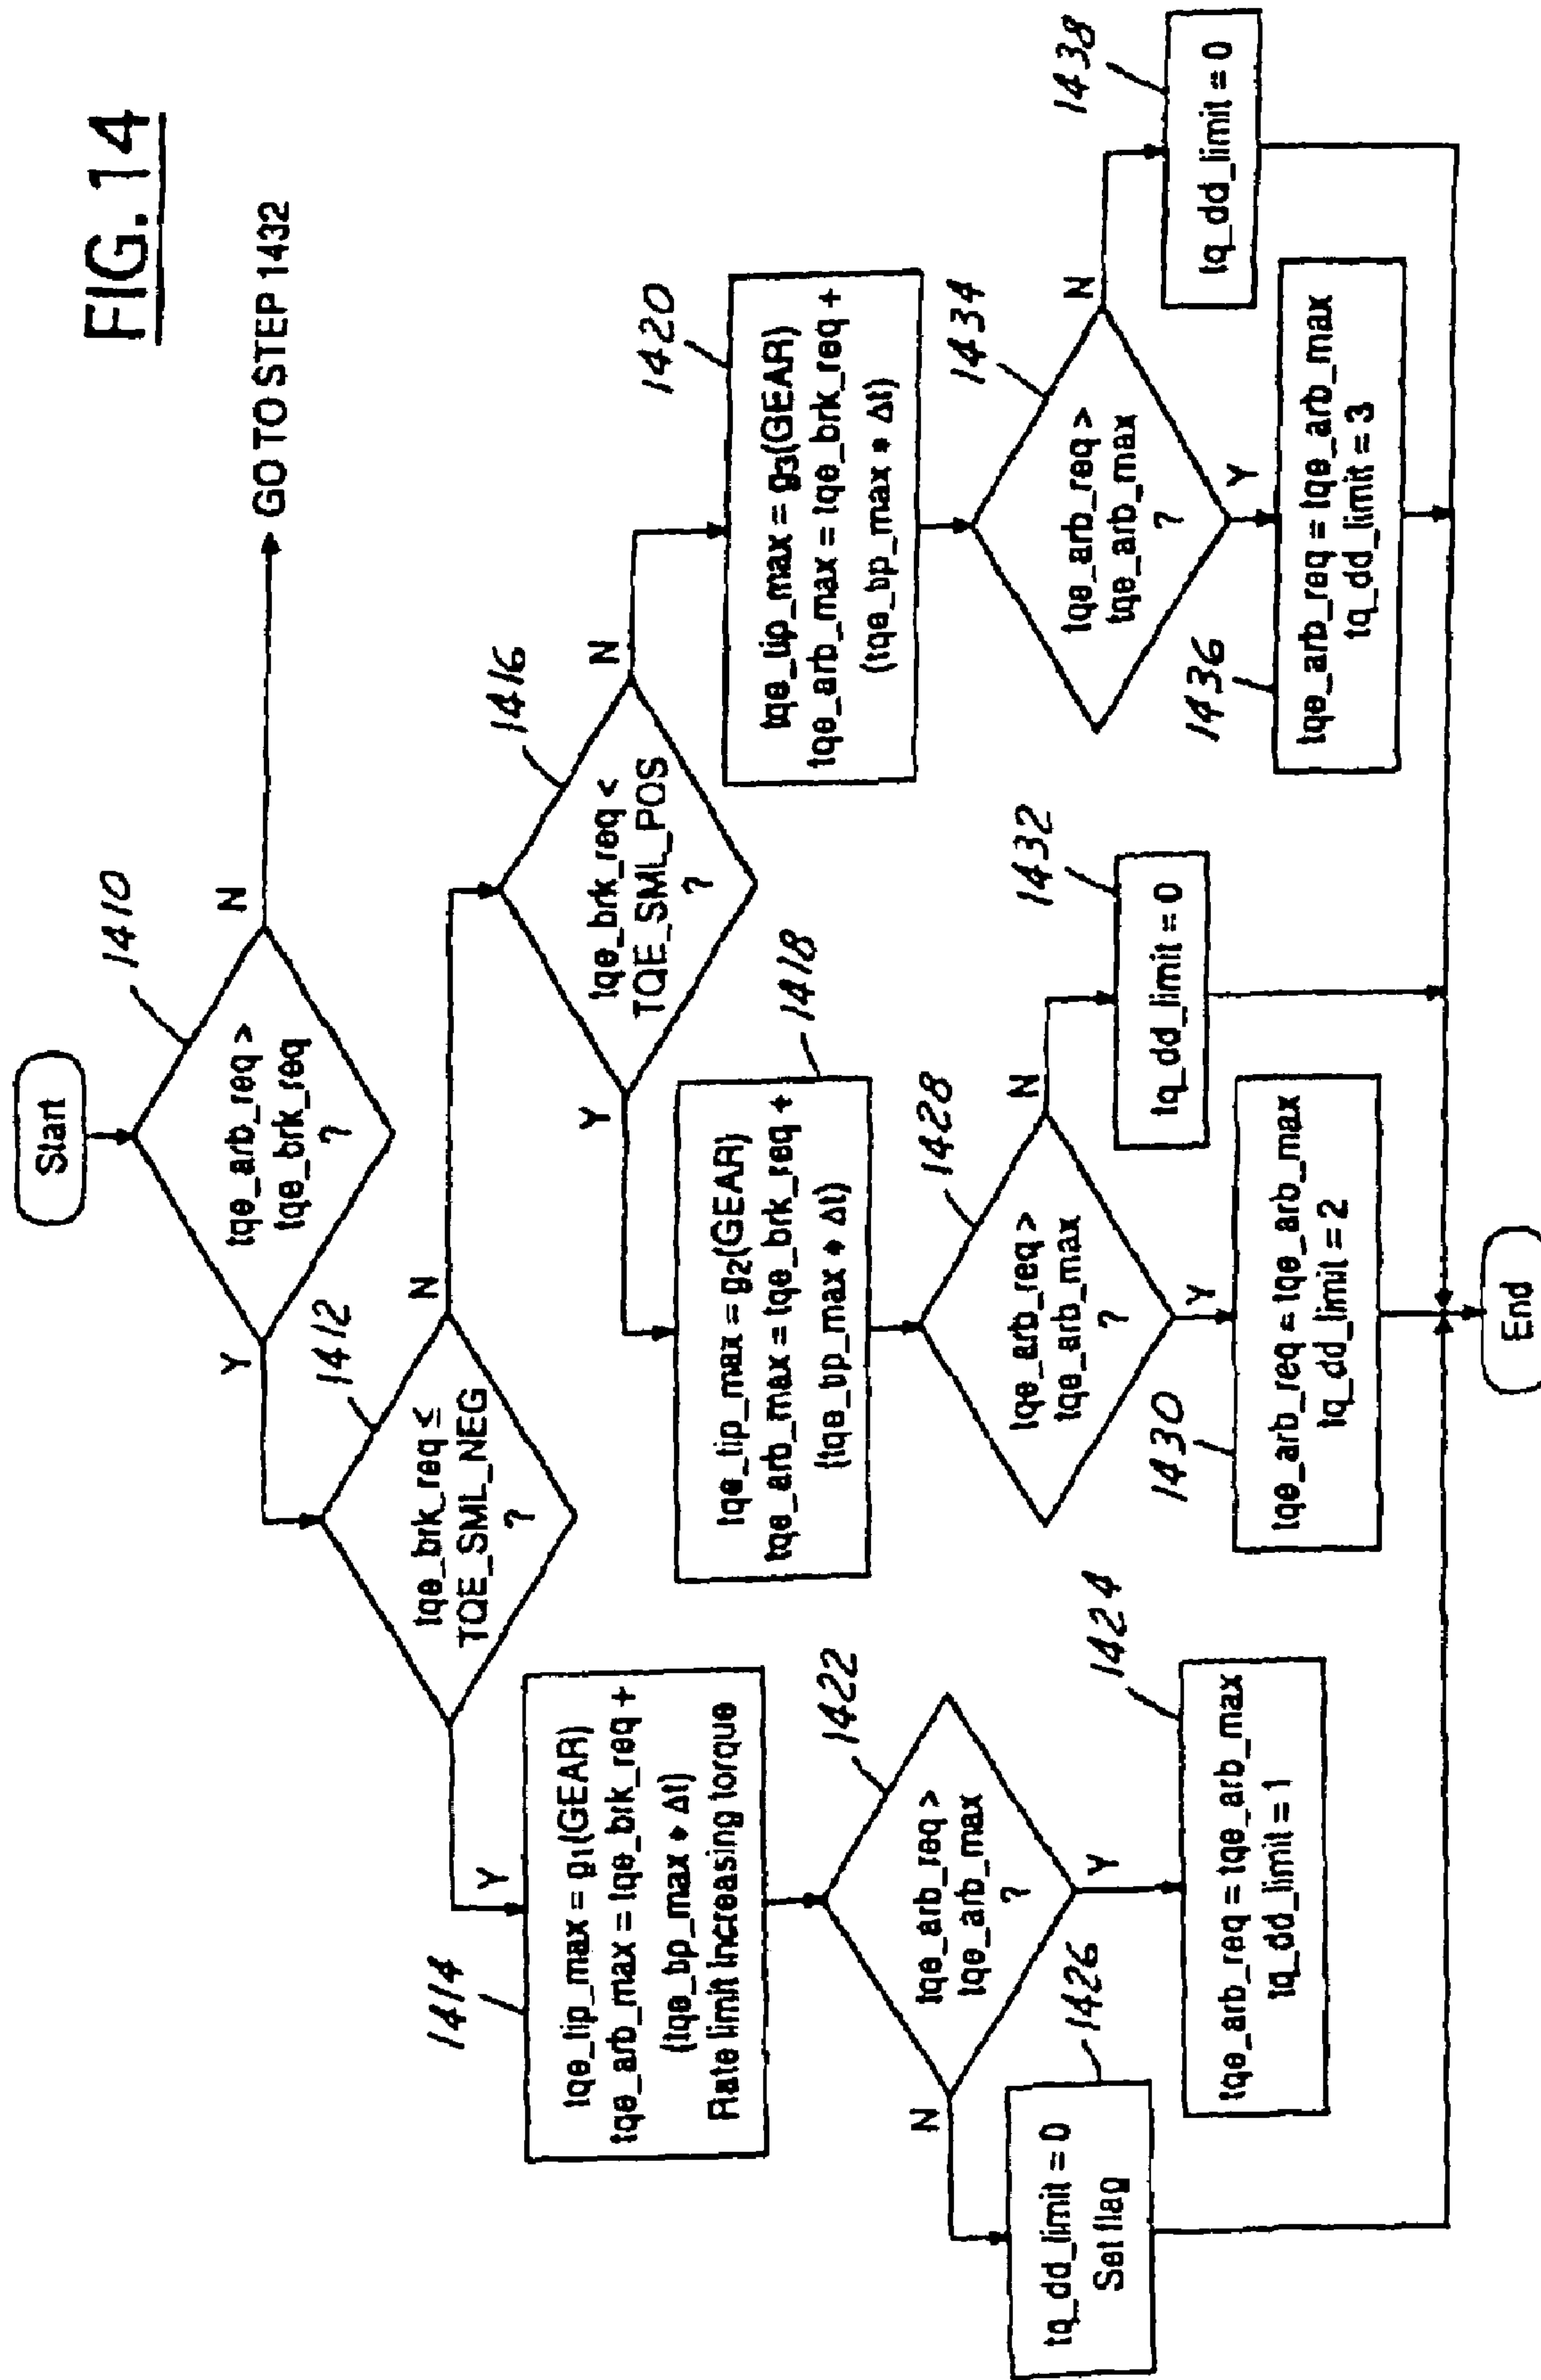 FIG. 14
Start
1410
tqe_arb_req >
tqe_brk_req
?
N
GO TO STEP 1432
Y
1412
tqe_brk_req ≤
TQE_SML_NEG
?
N
Y
1416
tqe_brk_req <
TQE_SML_POS
?
N
Y
1414
tqe_tip_max = g1(GEAR)
tqe_arb_max = tqe_brk_req +
(tqe_tip_max * Δt)
Rate limit increasing torque
1418
tqe_tip_max = g2(GEAR)
tqe_arb_max = tqe_brk_req +
(tqe_tip_max * Δt)
1420
tqe_tip_max = g3(GEAR)
tqe_arb_max = tqe_brk_req +
(tqe_tip_max * Δt)
1422
tqe_arb_req >
tqe_arb_max
?
N
Y
1428
tqe_arb_req >
tqe_arb_max
?
N
Y
1434
tqe_arb_req >
tqe_arb_max
?
N
Y
1426
tq_dd_limit = 0
Set flag
1424
tqe_arb_req = tqe_arb_max
tq_dd_limit = 1
1430
tqe_arb_req = tqe_arb_max
tq_dd_limit = 2
1432
tq_dd_limit = 0
1436
tqe_arb_req = tqe_arb_max
tq_dd_limit = 3
1438
tq_dd_limit = 0
End